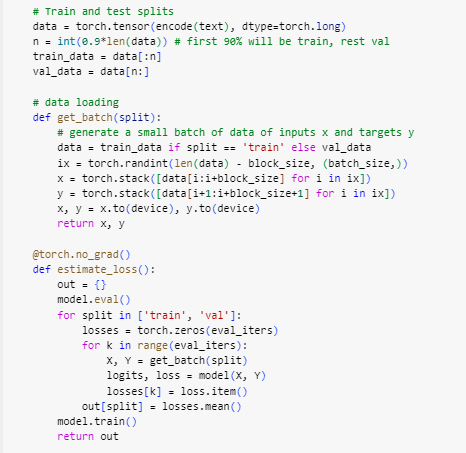 # Train and test splits
data = torch.tensor(encode(text), dtype=torch.long)
n = int(0.9*len(data)) # first 90% will be train, rest val
train_data = data[:n]
val_data = data[n:]

# data loading
def get_batch(split):
    # generate a small batch of data of inputs x and targets y
    data = train_data if split == 'train' else val_data
    ix = torch.randint(len(data) - block_size, (batch_size,))
    x = torch.stack([data[i:i+block_size] for i in ix])
    y = torch.stack([data[i+1:i+block_size+1] for i in ix])
    x, y = x.to(device), y.to(device)
    return x, y

@torch.no_grad()
def estimate_loss():
    out = {}
    model.eval()
    for split in ['train', 'val']:
        losses = torch.zeros(eval_iters)
        for k in range(eval_iters):
            X, Y = get_batch(split)
            logits, loss = model(X, Y)
            losses[k] = loss.item()
        out[split] = losses.mean()
    model.train()
    return out